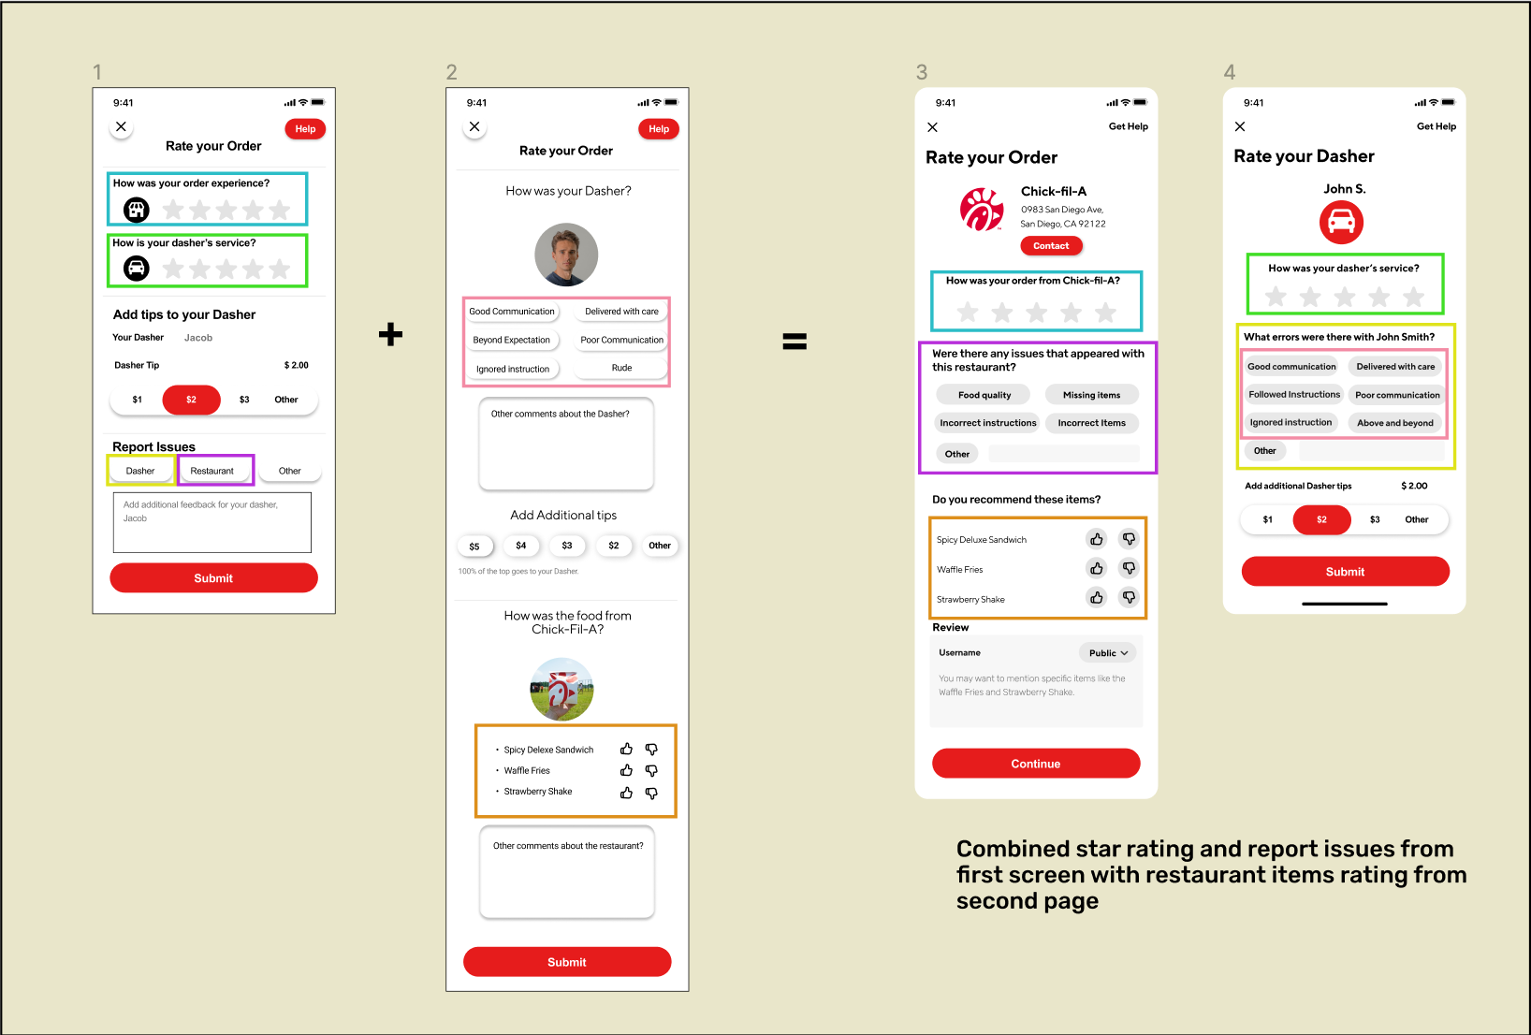 1
9:41
Help
Rate your Order
How was your order experience?
How is your dasher's service?
Add tips to your Dasher
Your Dasher Jacob
Dasher Tip $ 2.00
$1 $2 $3 Other
Report Issues
Dasher Restaurant Other
Add additional feedback for your dasher,
Jacob
Submit
+
2
9:41
Help
Rate your Order
How was your Dasher?
Good Communication Delivered with care
Beyond Expectation Poor Communication
Ignored instruction Rude
Other comments about the Dasher?
Add Additional tips
$5 $4 $3 $2 Other
100% of the top goes to your Dasher.
How was the food from
Chick-Fil-A?
• Spicy Delexe Sandwich
• Waffle Fries
• Strawberry Shake
Other comments about the restaurant?
Submit
=
3
9:41
Get Help
Rate your Order
Chick-fil-A
0983 San Diego Ave,
San Diego, CA 92122
Contact
How was your order from Chick-fil-A?
Were there any issues that appeared with
this restaurant?
Food quality Missing items
Incorrect instructions Incorrect Items
Other
Do you recommend these items?
Spicy Deluxe Sandwich
Waffle Fries
Strawberry Shake
Review
Username Public
You may want to mention specific items like the
Waffle Fries and Strawberry Shake.
Continue
4
9:41
Get Help
Rate your Dasher
John S.
How was your dasher's service?
What errors were there with John Smith?
Good communication Delivered with care
Followed Instructions Poor communication
Ignored instruction Above and beyond
Other
Add additional Dasher tips $ 2.00
$1 $2 $3 Other
Submit
Combined star rating and report issues from
first screen with restaurant items rating from
second page